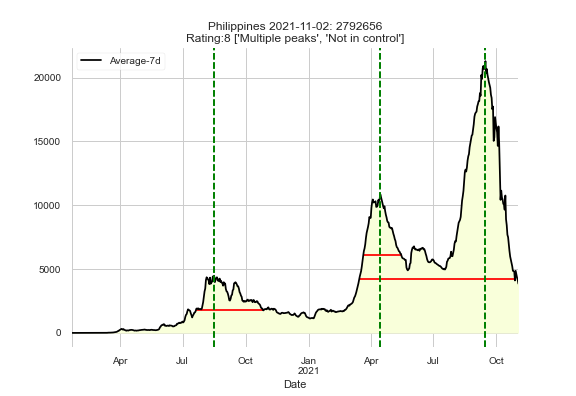 Philippines 2021-11-02: 2792656
Rating:8 ['Multiple peaks', 'Not in control']
Average-7d
20000
15000
10000
5000
0
Apr
Jul
Oct
Jan
2021
Apr
Jul
Oct
Date